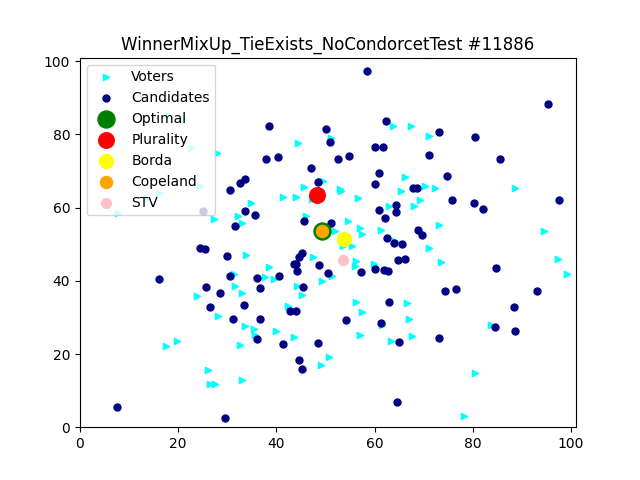 WinnerMixUp_TieExists_NoCondorcetTest #11886
100
80
60
40
20
0
Voters
Candidates
Optimal
Plurality
Borda
Copeland
STV
0 20 40 60 80 100